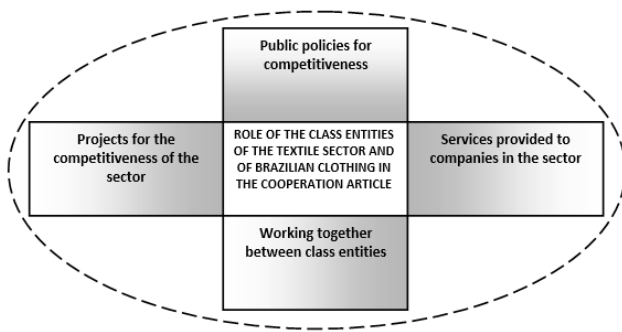 Public policies for
competitiveness
Projects for the
competitiveness of the
sector
ROLE OF THE CLASS ENTITIES
OF THE TEXTILE SECTOR AND
OF BRAZILIAN CLOTHING IN
THE COOPERATION ARTICLE
Services provided to
companies in the sector
Working together
between class entities